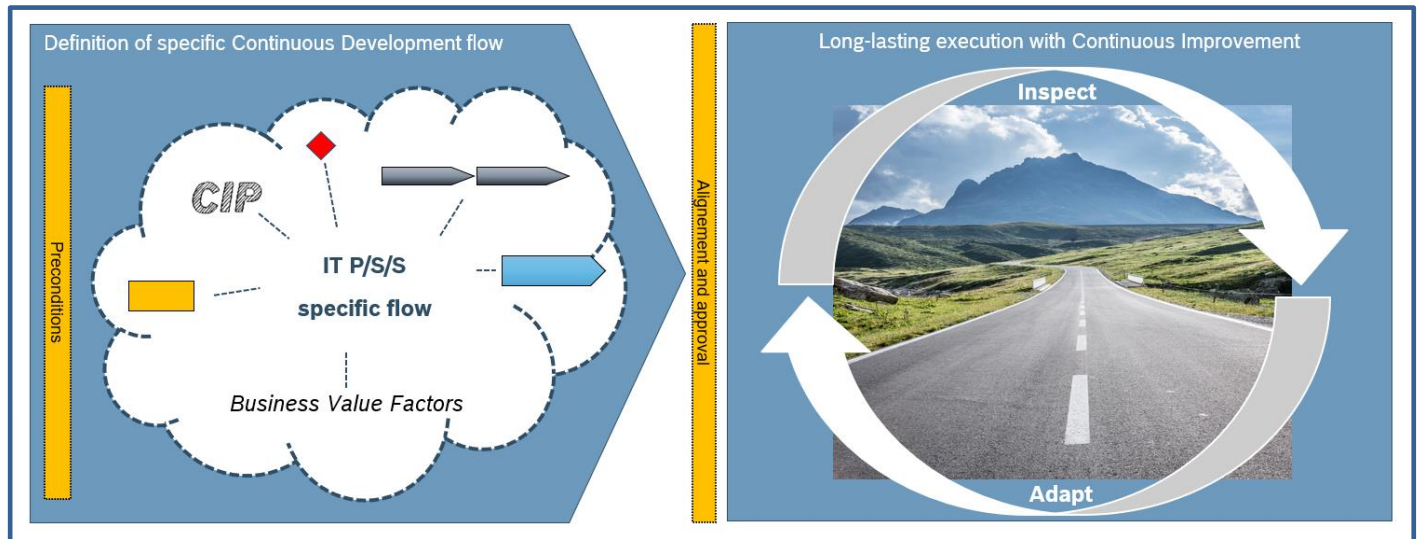 Definition of specific Continuous Development flow
Preconditions
CIP
IT P/S/S
specific flow
Business Value Factors
Alignement and approval
Long-lasting execution with Continuous Improvement
Inspect
Adapt